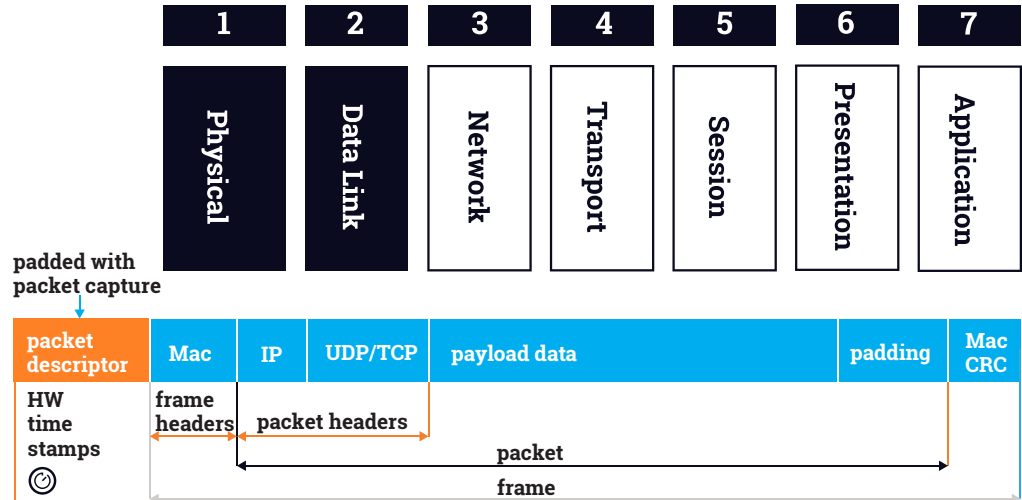 1 2 3 4 5 6 7
Physical
Data Link
Network
Transport
Session
Presentation
Application
padded with
packet capture
packet
descriptor
Mac
IP
UDP/TCP
payload data
padding
Mac
CRC
HW
time
stamps
frame
headers
packet headers
packet
frame